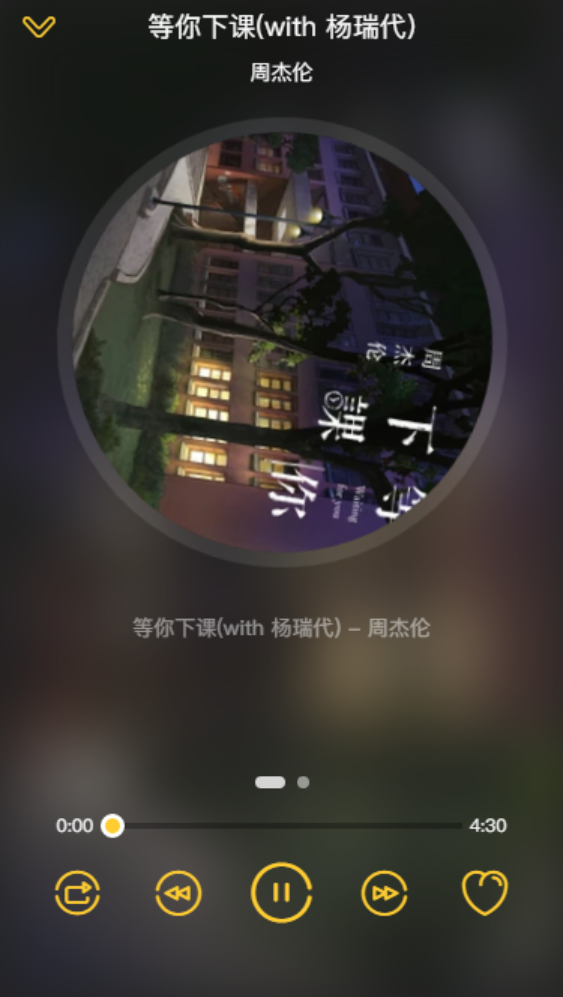 等你下课(with 杨瑞代)
周杰伦
周杰伦
等你下課
Waiting
for you
等你下课(with 杨瑞代) – 周杰伦
0:00
4:30